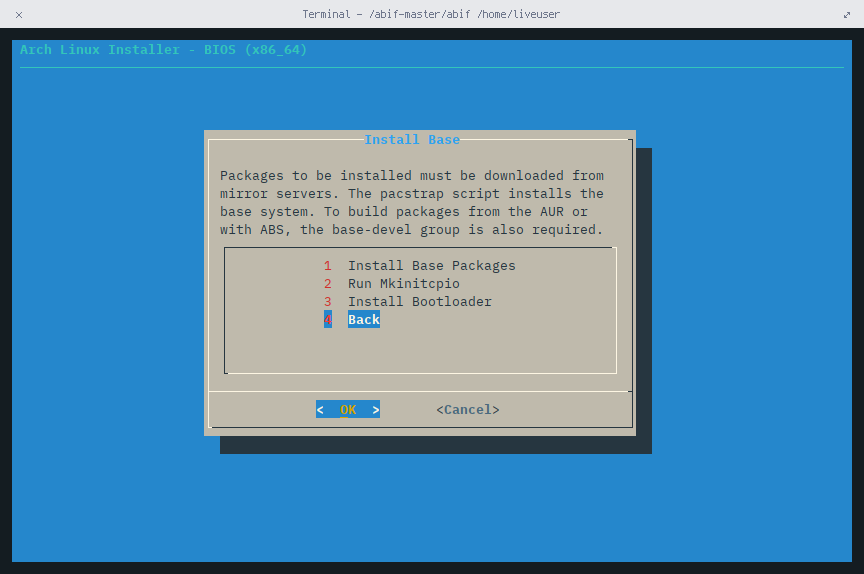 Terminal - /abif-master/abif /home/liveuser
Arch Linux Installer - BIOS (x86_64)
Install Base
Packages to be installed must be downloaded from
mirror servers. The pacstrap script installs the
base system. To build packages from the AUR or
with ABS, the base-devel group is also required.
1 Install Base Packages
2 Run Mkinitcpio
3 Install Bootloader
4 Back
< OK > <Cancel>